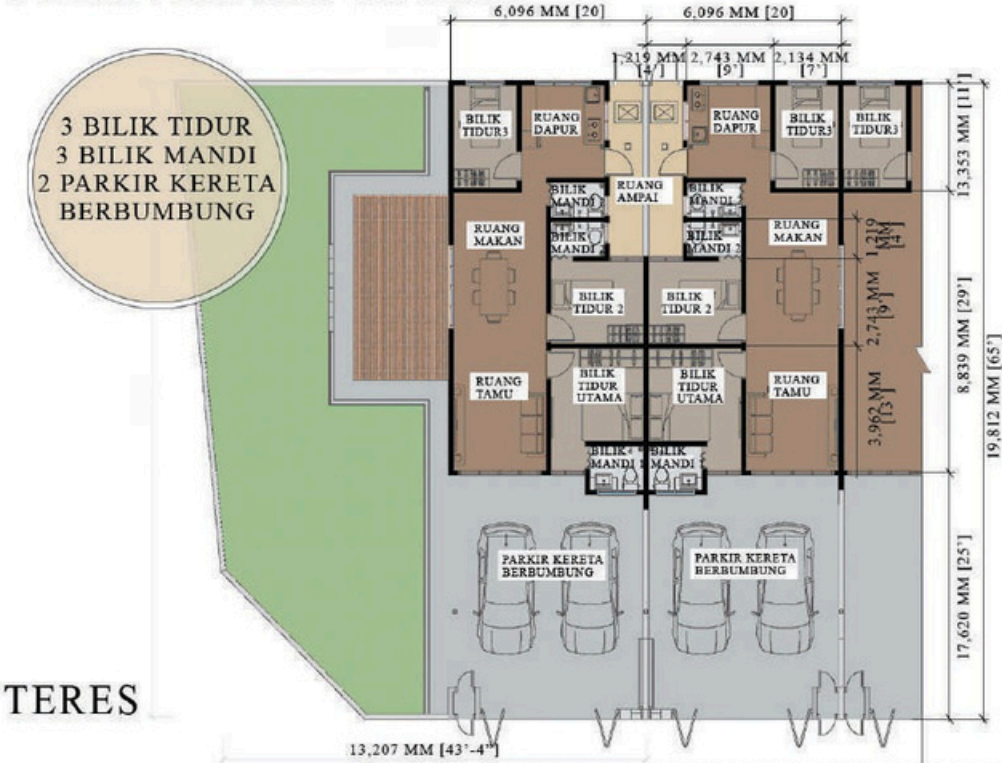 6,096 MM [20]
6,096 MM [20]
1,219 MM
[4']
2,743 MM
[9']
2,134 MM
[7']
3 BILIK TIDUR
3 BILIK MANDI
2 PARKIR KERETA
BERBUMBUNG
BILIK
TIDUR3
RUANG
DAPUR
RUANG
DAPUR
BILIK
TIDUR3
BILIK
TIDUR3
13,353 MM [11']
RUANG
AMPAI
BILIK
MANDI
BILIK
MANDI 2
RUANG
MAKAN
BILIK
MANDI
BILIK
MANDI 2
RUANG
MAKAN
1,219
MM
[4']
BILIK
TIDUR 2
BILIK
TIDUR 2
2,743 MM
[9']
8,839 MM [29']
19,812 MM [65']
RUANG
TAMU
BILIK
TIDUR
UTAMA
BILIK
TIDUR
UTAMA
RUANG
TAMU
3,962 MM
[13']
BILIK
MANDI 1
BILIK
MANDI 1
PARKIR KERETA
BERBUMBUNG
PARKIR KERETA
BERBUMBUNG
17,620 MM [25']
TERES
13,207 MM [43'-4"]